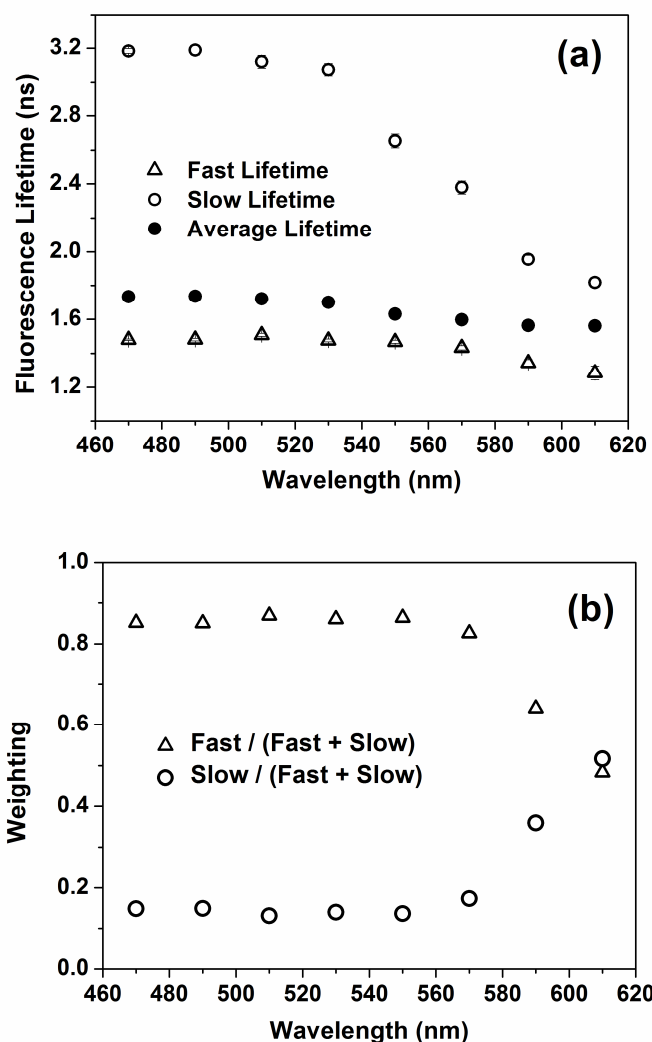 (a)
3.2
2.8
2.4
2.0
1.6
1.2
Fluorescence Lifetime (ns)
Fast Lifetime
Slow Lifetime
Average Lifetime
460 480 500 520 540 560 580 600 620
Wavelength (nm)
(b)
1.0
0.8
0.6
0.4
0.2
0.0
Weighting
Fast / (Fast + Slow)
Slow / (Fast + Slow)
460 480 500 520 540 560 580 600 620
Wavelength (nm)